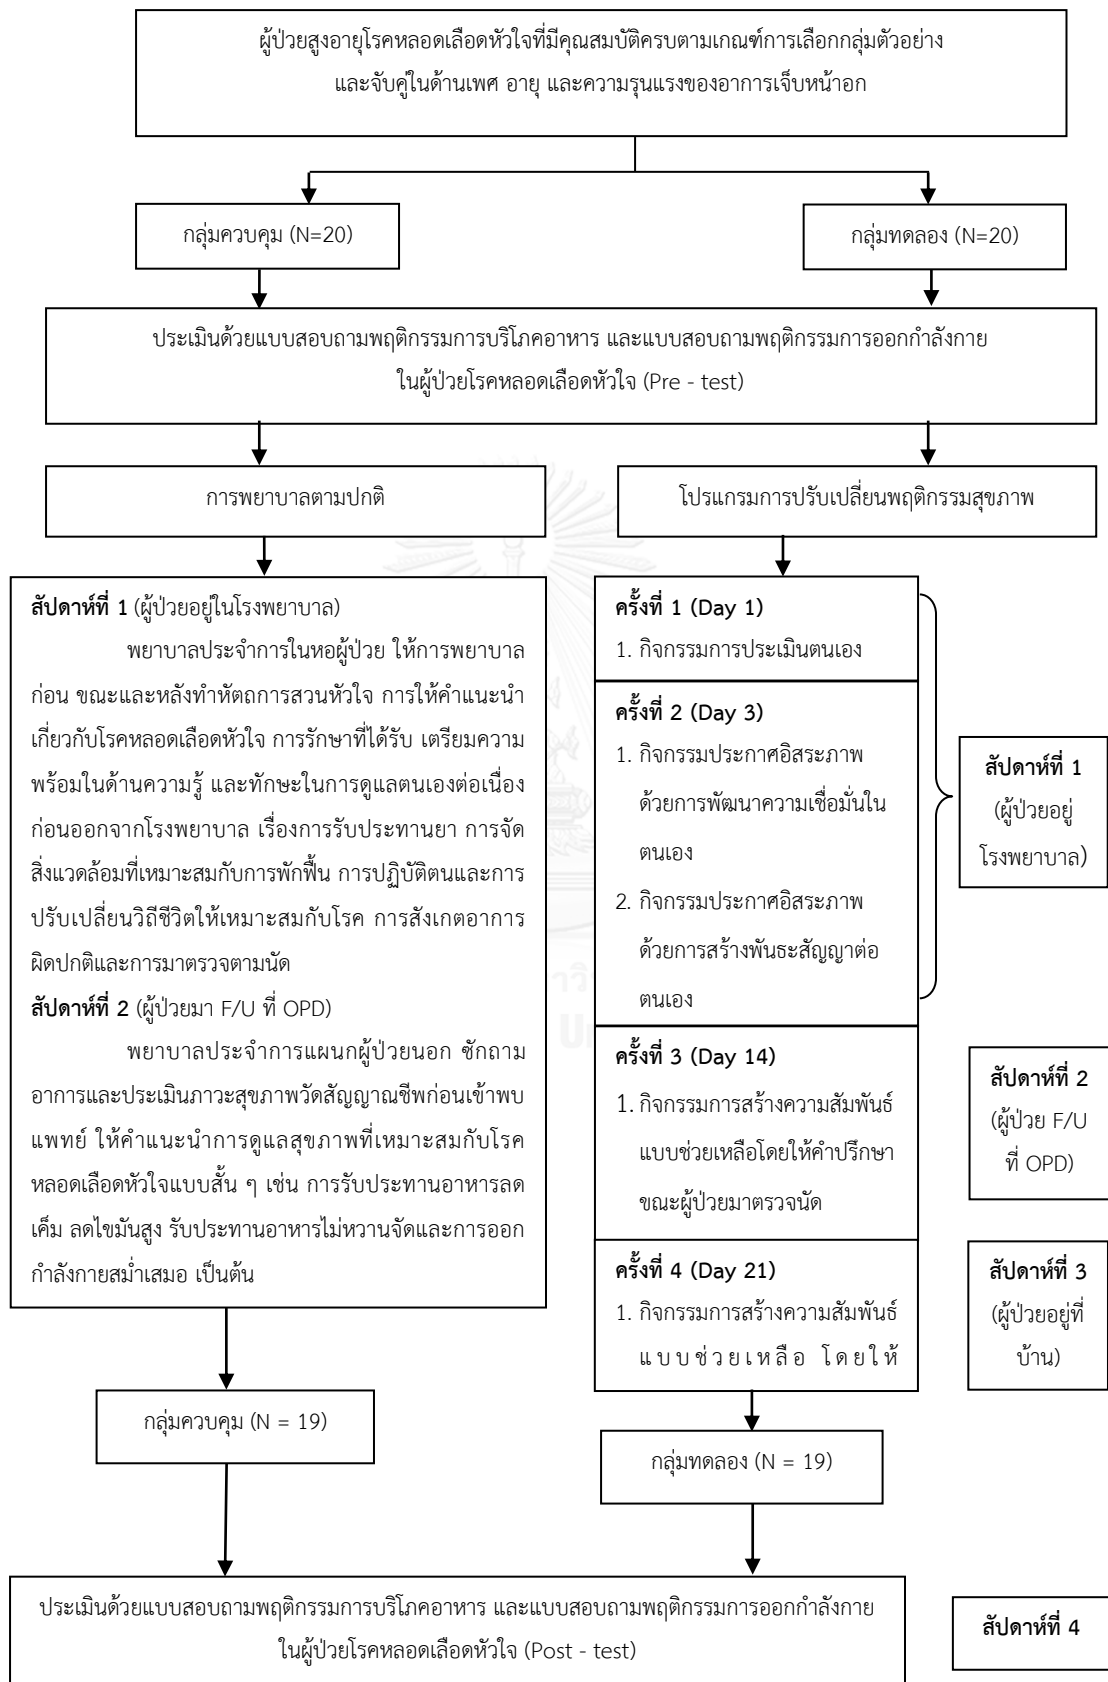 ผู้ป่วยสูงอายุโรคหลอดเลือดหัวใจที่มีคุณสมบัติครบตามเกณฑ์การเลือกกลุ่มตัวอย่าง
และจับคู่ในด้านเพศ อายุ และความรุนแรงของอาการเจ็บหน้าอก
กลุ่มควบคุม (N=20)
กลุ่มทดลอง (N=20)
ประเมินด้วยแบบสอบถามพฤติกรรมการบริโภคอาหาร และแบบสอบถามพฤติกรรมการออกกำลังกาย
ในผู้ป่วยโรคหลอดเลือดหัวใจ (Pre - test)
การพยาบาลตามปกติ
โปรแกรมการปรับเปลี่ยนพฤติกรรมสุขภาพ
สัปดาห์ที่ 1 (ผู้ป่วยอยู่ในโรงพยาบาล)
พยาบาลประจำการในหอผู้ป่วย ให้การพยาบาล
ก่อน ขณะและหลังทำหัตถการสวนหัวใจ การให้คำแนะนำ
เกี่ยวกับโรคหลอดเลือดหัวใจ การรักษาที่ได้รับ เตรียมความ
พร้อมในด้านความรู้ และทักษะในการดูแลตนเองต่อเนื่อง
ก่อนออกจากโรงพยาบาล เรื่องการรับประทานยา การจัด
สิ่งแวดล้อมที่เหมาะสมกับการพักฟื้น การปฏิบัติตนและการ
ปรับเปลี่ยนวิถีชีวิตให้เหมาะสมกับโรค การสังเกตอาการ
ผิดปกติและการมาตรวจตามนัด
สัปดาห์ที่ 2 (ผู้ป่วยมา F/U ที่ OPD)
พยาบาลประจำการแผนกผู้ป่วยนอก ซักถาม
อาการและประเมินภาวะสุขภาพวัดสัญญาณชีพก่อนเข้าพบ
แพทย์ ให้คำแนะนำการดูแลสุขภาพที่เหมาะสมกับโรค
หลอดเลือดหัวใจแบบสั้น ๆ เช่น การรับประทานอาหารลด
เค็ม ลดไขมันสูง รับประทานอาหารไม่หวานจัดและการออก
กำลังกายสม่ำเสมอ เป็นต้น
ครั้งที่ 1 (Day 1)
1. กิจกรรมการประเมินตนเอง
ครั้งที่ 2 (Day 3)
1. กิจกรรมประกาศอิสระภาพ
ด้วยการพัฒนาความเชื่อมั่นใน
ตนเอง
2. กิจกรรมประกาศอิสระภาพ
ด้วยการสร้างพันธะสัญญาต่อ
ตนเอง
ครั้งที่ 3 (Day 14)
1. กิจกรรมการสร้างความสัมพันธ์
แบบช่วยเหลือโดยให้คำปรึกษา
ขณะผู้ป่วยมาตรวจนัด
ครั้งที่ 4 (Day 21)
1. กิจกรรมการสร้างความสัมพันธ์
แบบช่วยเหลือ โดยให้
สัปดาห์ที่ 1
(ผู้ป่วยอยู่
โรงพยาบาล)
สัปดาห์ที่ 2
(ผู้ป่วย F/U
ที่ OPD)
สัปดาห์ที่ 3
(ผู้ป่วยอยู่ที่
บ้าน)
กลุ่มควบคุม (N = 19)
กลุ่มทดลอง (N = 19)
ประเมินด้วยแบบสอบถามพฤติกรรมการบริโภคอาหาร และแบบสอบถามพฤติกรรมการออกกำลังกาย
ในผู้ป่วยโรคหลอดเลือดหัวใจ (Post - test)
สัปดาห์ที่ 4